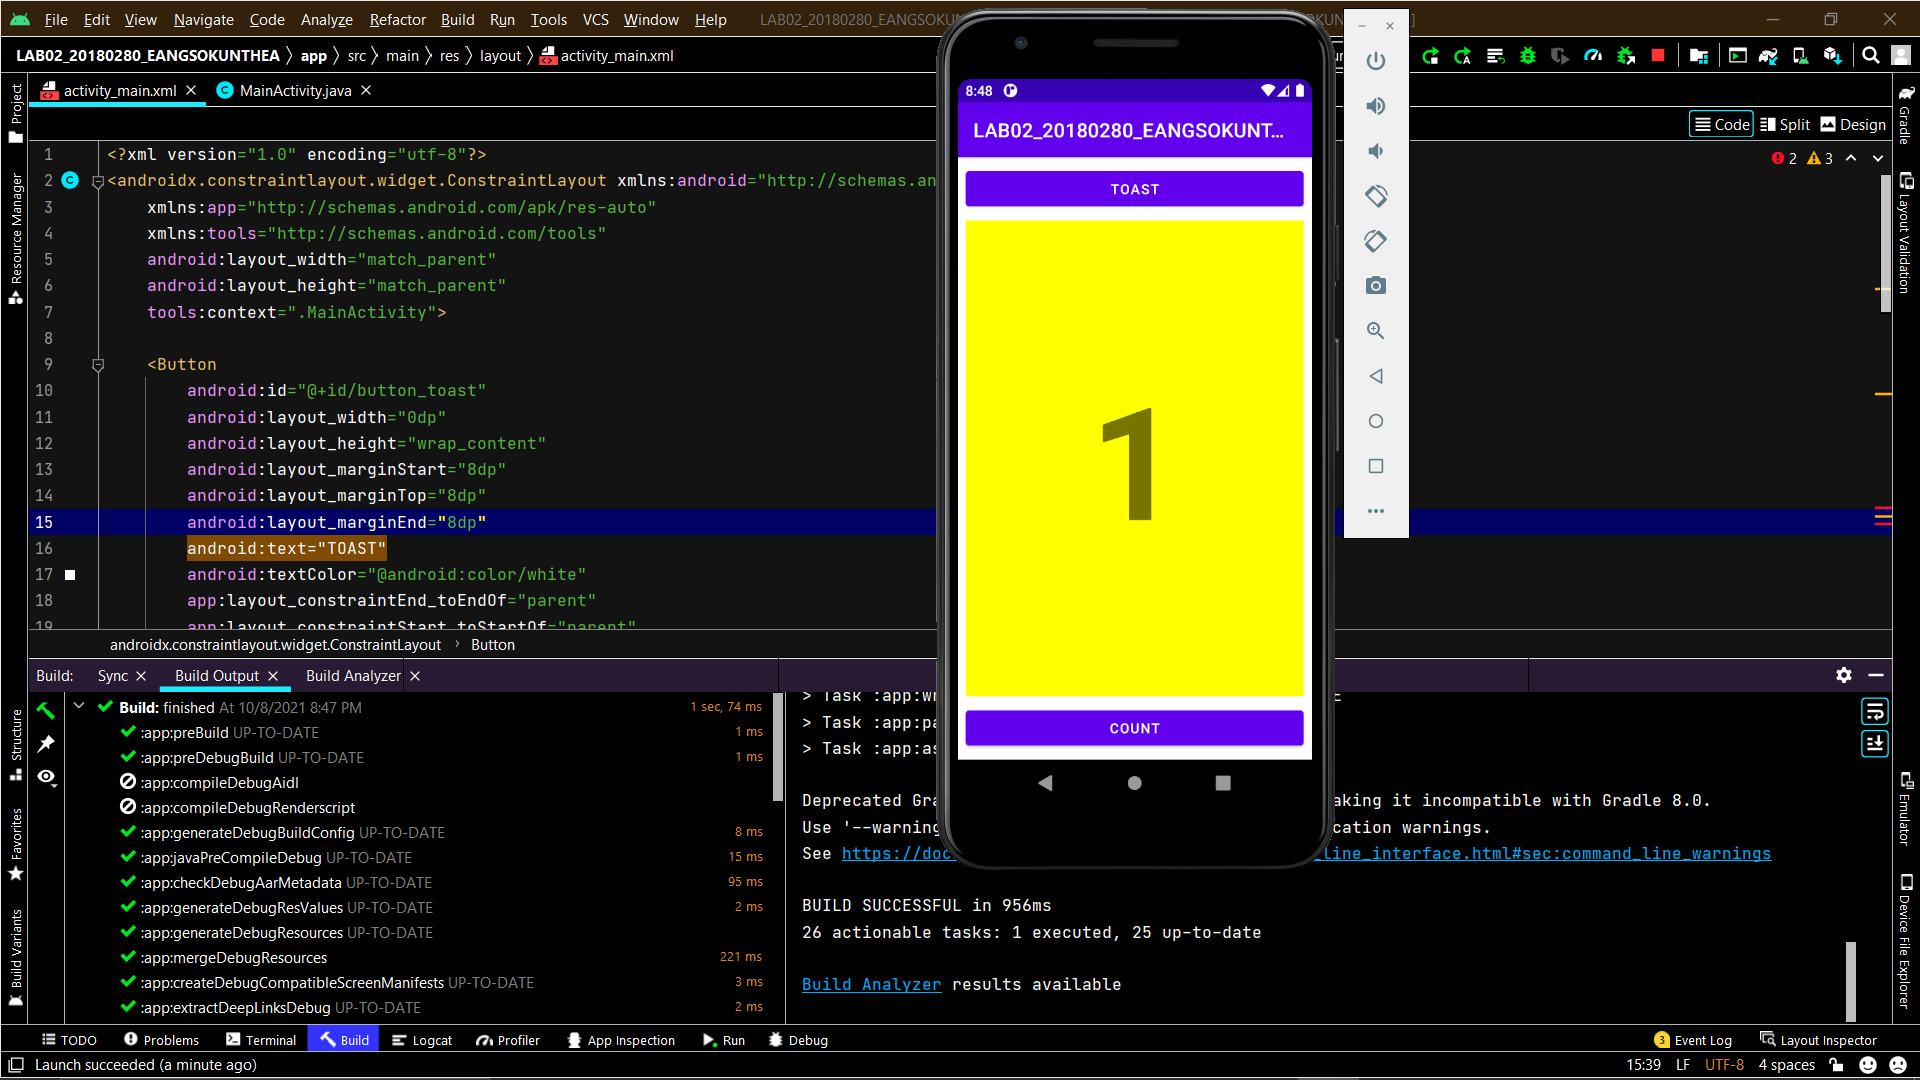 File Edit View Navigate Code Analyze Refactor Build Run Tools VCS Window Help LAB02_20180280_EANGSOKUN
LAB02_20180280_EANGSOKUNTHEA app src main res layout activity_main.xml
activity_main.xml MainActivity.java
Code Split Design
2 3
1 <?xml version="1.0" encoding="utf-8"?>
2 <androidx.constraintlayout.widget.ConstraintLayout xmlns:android="http://schemas.an
3 xmlns:app="http://schemas.android.com/apk/res-auto"
4 xmlns:tools="http://schemas.android.com/tools"
5 android:layout_width="match_parent"
6 android:layout_height="match_parent"
7 tools:context=".MainActivity">
8
9 <Button
10 android:id="@+id/button_toast"
11 android:layout_width="0dp"
12 android:layout_height="wrap_content"
13 android:layout_marginStart="8dp"
14 android:layout_marginTop="8dp"
15 android:layout_marginEnd="8dp"
16 android:text="TOAST"
17 android:textColor="@android:color/white"
18 app:layout_constraintEnd_toEndOf="parent"
19 app:layout_constraintStart_toStartOf="parent"
androidx.constraintlayout.widget.ConstraintLayout Button
8:48
LAB02_20180280_EANGSOKUNT...
TOAST
1
COUNT
Project
Resource Manager
Structure
Favorites
Build Variants
Gradle
Layout Validation
Emulator
Device File Explorer
Build: Sync Build Output Build Analyzer
Build: finished At 10/8/2021 8:47 PM 1 sec, 74 ms
:app:preBuild UP-TO-DATE 1 ms
:app:preDebugBuild UP-TO-DATE 1 ms
:app:compileDebugAidl
:app:compileDebugRenderscript
:app:generateDebugBuildConfig UP-TO-DATE 8 ms
:app:javaPreCompileDebug UP-TO-DATE 15 ms
:app:checkDebugAarMetadata UP-TO-DATE 95 ms
:app:generateDebugResValues UP-TO-DATE 2 ms
:app:generateDebugResources UP-TO-DATE
:app:mergeDebugResources 221 ms
:app:createDebugCompatibleScreenManifests UP-TO-DATE 3 ms
:app:extractDeepLinksDebug UP-TO-DATE 2 ms
> Task :app:wr E
> Task :app:pa
> Task :app:as
Deprecated Gra aking it incompatible with Gradle 8.0.
Use '--warning cation warnings.
See https://doc _line_interface.html#sec:command_line_warnings
BUILD SUCCESSFUL in 956ms
26 actionable tasks: 1 executed, 25 up-to-date
Build Analyzer results available
TODO Problems Terminal Build Logcat Profiler App Inspection Run Debug 3 Event Log Layout Inspector
Launch succeeded (a minute ago) 15:39 LF UTF-8 4 spaces